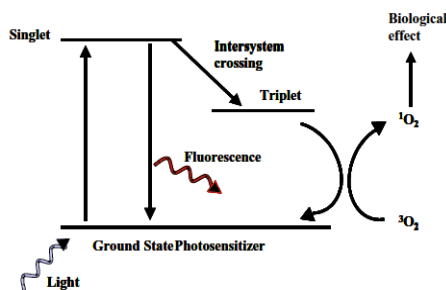 Singlet
Intersystem
crossing
Biological
effect
Triplet
¹O₂
Fluorescence
³O₂
Ground State Photosensitizer
Light